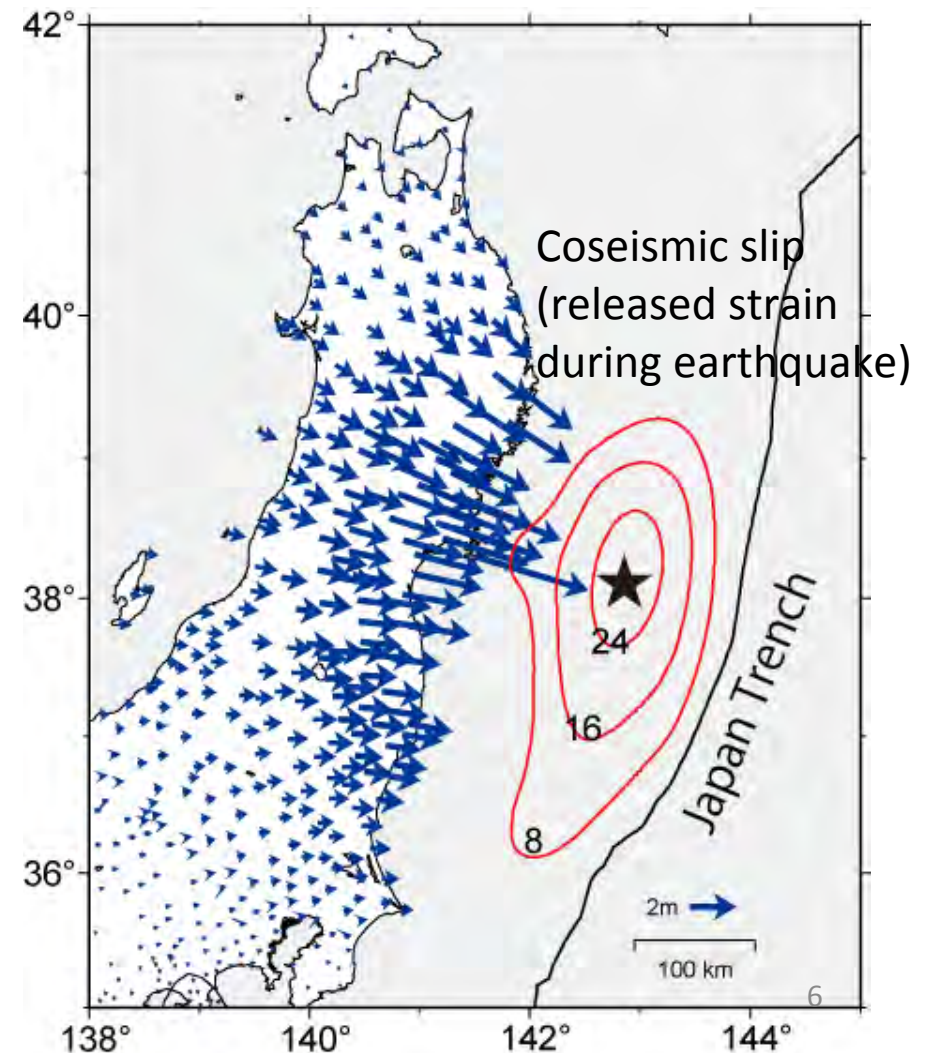 42°
Coseismic slip
(released strain
during earthquake)
40°
38°
24
16
Japan Trench
8
36°
2m
100 km
6
138°
140°
142°
144°